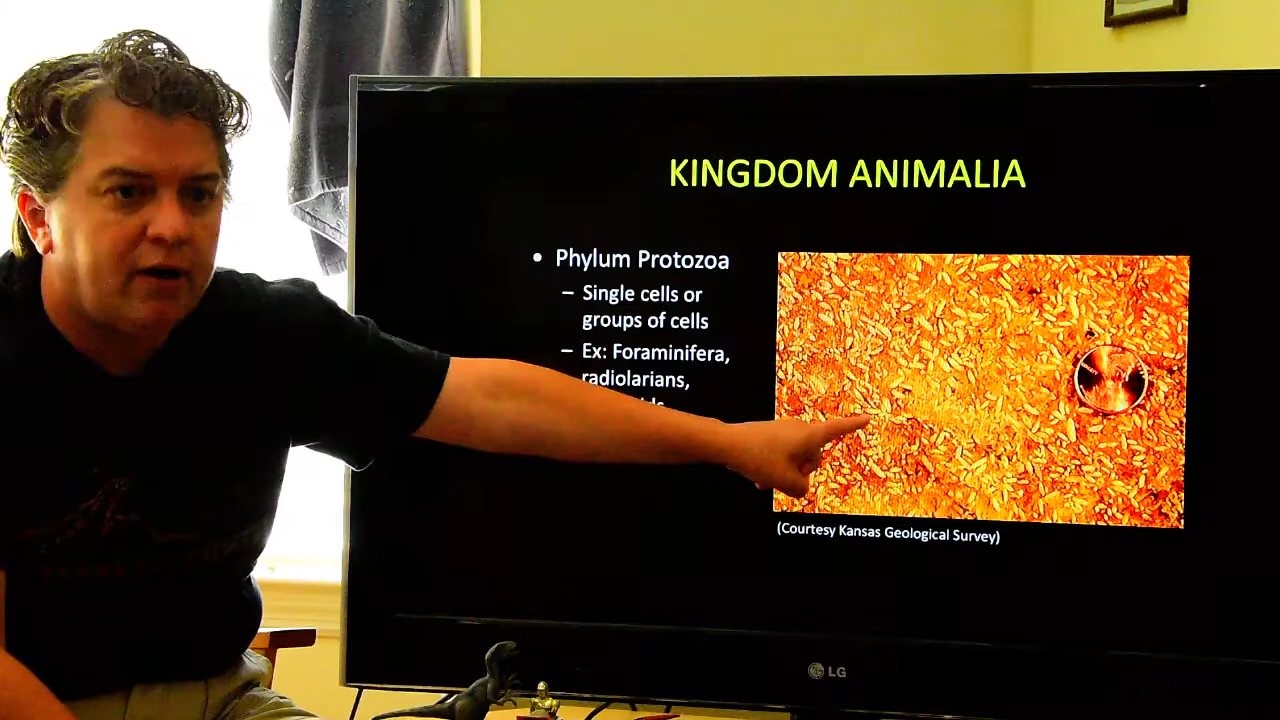 KINGDOM ANIMALIA
• Phylum Protozoa
– Single cells or
groups of cells
– Ex: Foraminifera,
radiolarians,
(Courtesy Kansas Geological Survey)
LG